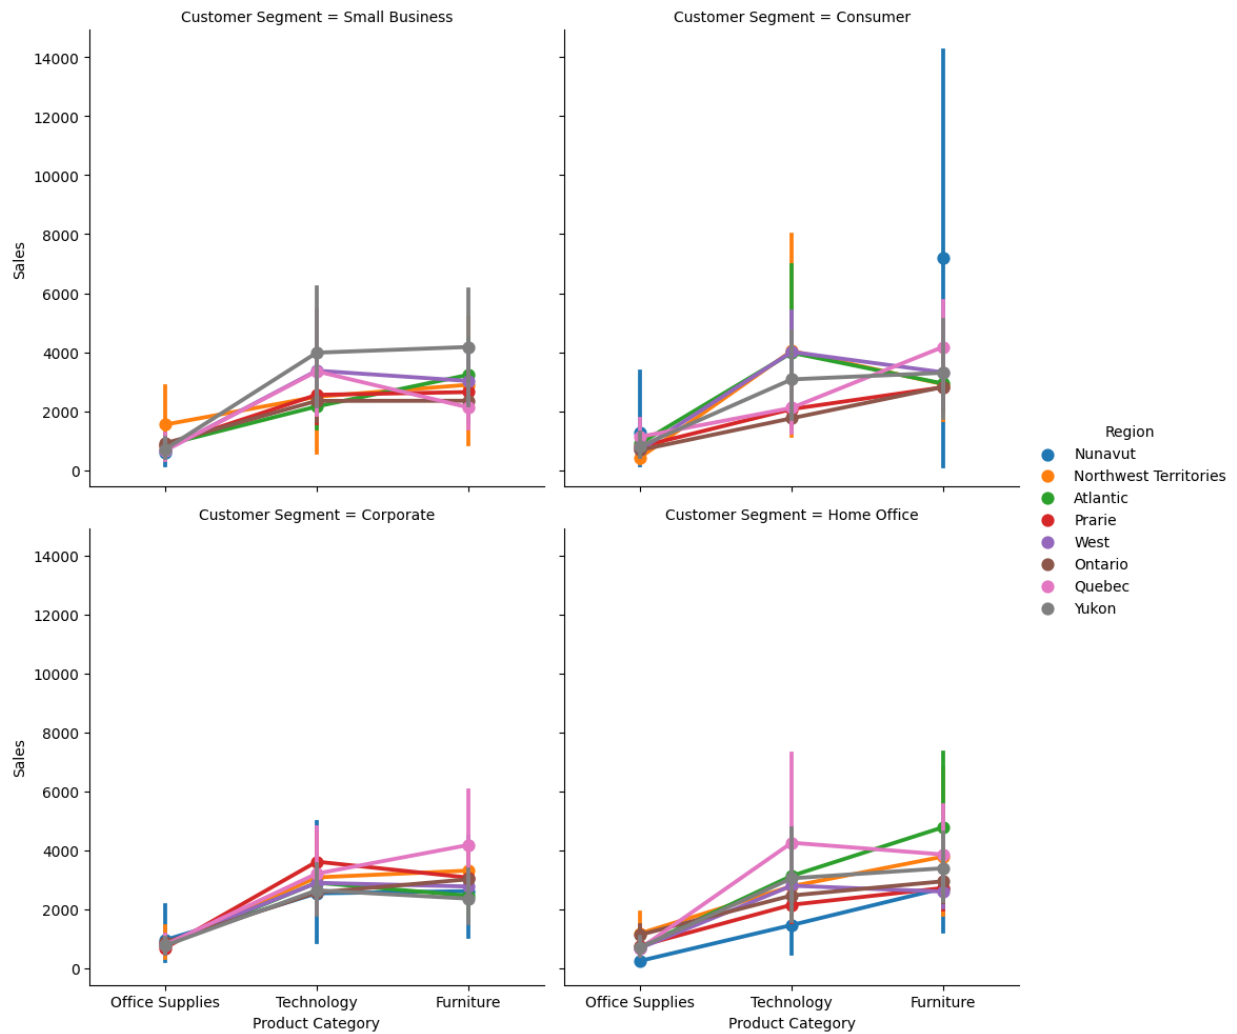 Customer Segment = Small Business
Customer Segment = Consumer
14000
12000
10000
8000
6000
4000
2000
0
Sales
Customer Segment = Corporate
Customer Segment = Home Office
14000
12000
10000
8000
6000
4000
2000
0
Sales
Office Supplies
Technology
Furniture
Product Category
Office Supplies
Technology
Furniture
Product Category
Region
Nunavut
Northwest Territories
Atlantic
Prarie
West
Ontario
Quebec
Yukon